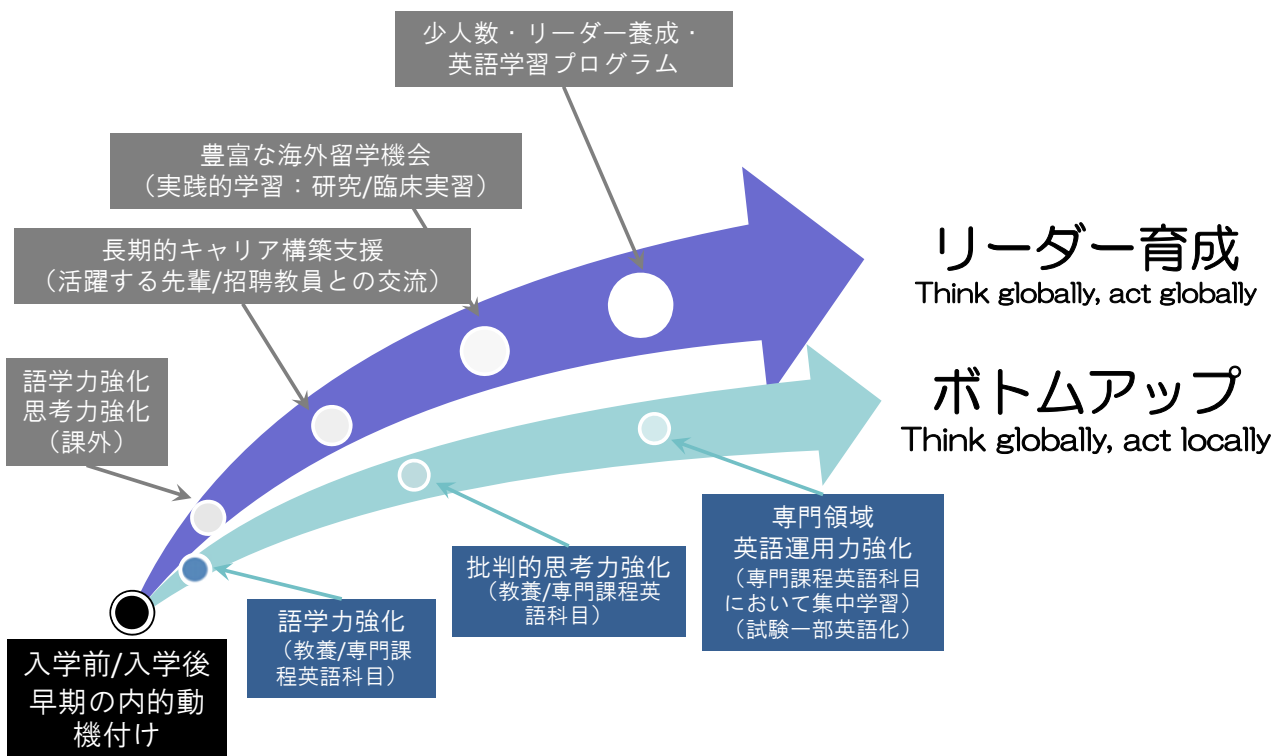 少人数・リーダー養成・
英語学習プログラム
豊富な海外留学機会
（実践的学習：研究/臨床実習）
長期的キャリア構築支援
（活躍する先輩/招聘教員との交流）
語学力強化
思考力強化
（課外）
リーダー育成
Think globally, act globally
ボトムアップ
Think globally, act locally
専門領域
英語運用力強化
（専門課程英語科目
において集中学習）
（試験一部英語化）
批判的思考力強化
（教養/専門課程英
語科目）
語学力強化
（教養/専門課
程英語科目）
入学前/入学後
早期の内的動
機付け